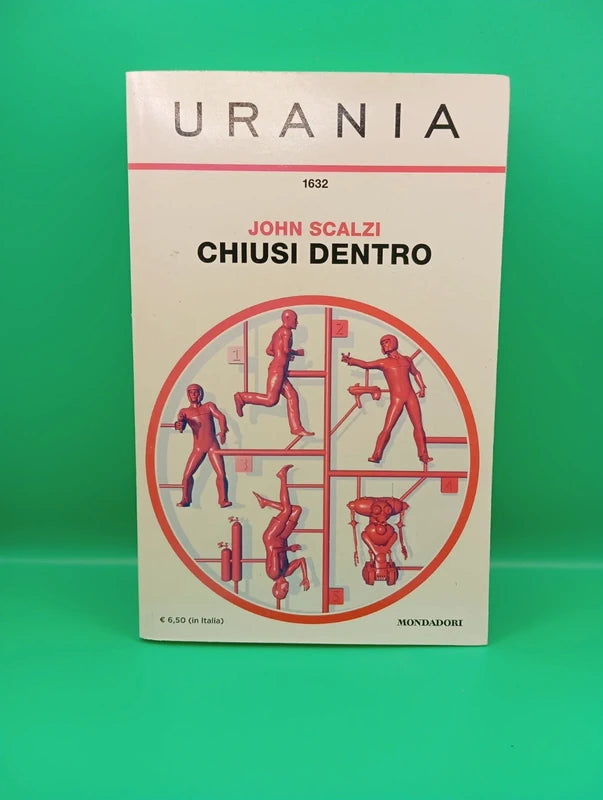 URANIA
1632
JOHN SCALZI
CHIUSI DENTRO
2
1
3
4
5
€ 6,50 (in Italia)
MONDADORI